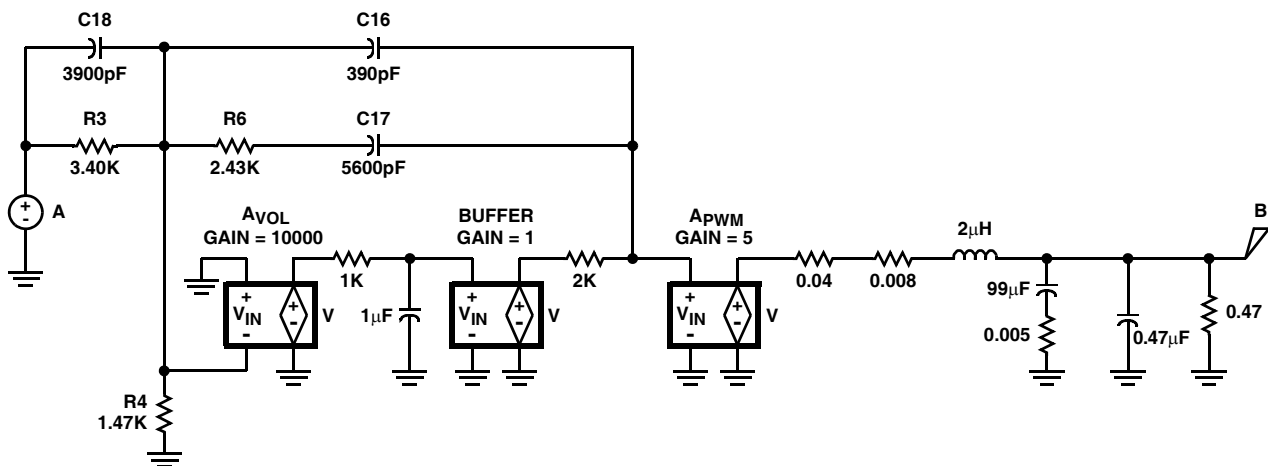 C18
3900pF
C16
390pF
R3
3.40K
R6
2.43K
C17
5600pF
+
-
A
AVOL
GAIN = 10000
BUFFER
GAIN = 1
APWM
GAIN = 5
2μH
B
1K
2K
0.04
0.008
+
VIN
-
+
-
V
1μF
+
VIN
-
+
-
V
+
VIN
-
+
-
V
99μF
0.005
0.47μF
0.47
R4
1.47K